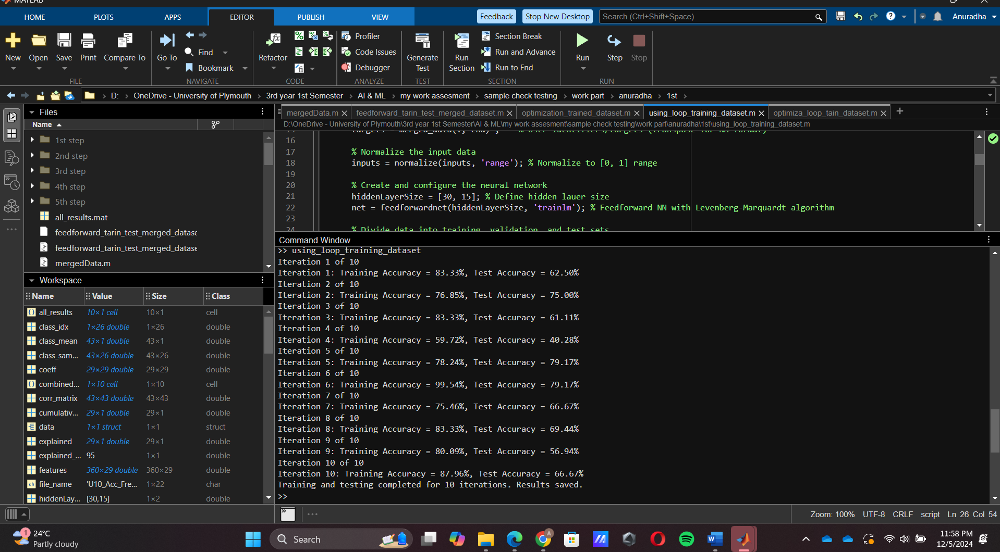 MATLAB
HOME PLOTS APPS EDITOR PUBLISH VIEW Feedback Stop New Desktop Search (Ctrl+Shift+Space) Anuradha
New Open Save Print Compare To
FILE
Go To Find Bookmark
NAVIGATE
Refactor
CODE
Profiler
Code Issues
Debugger
ANALYZE
Generate Test
TEST
Run Section
Section Break
Run and Advance
Run to End
SECTION
Run Step Stop
RUN
D: › OneDrive - University of Plymouth › 3rd year 1st Semester › AI & ML › my work assesment › sample check testing › work part › anuradha › 1st ›
Files
Name
1st step
2nd step
3rd step
4th step
5th step
all_results.mat
feedforward_tarin_test_merged_datase
feedforward_tarin_test_merged_datase
mergedData.m
Workspace
Name Value Size Class
all_results 10×1 cell 10×1 cell
class_idx 1×26 double 1×26 double
class_mean 43×1 double 43×1 double
class_sam... 43×26 double 43×26 double
coeff 29×29 double 29×29 double
combined... 1×10 cell 1×10 cell
corr_matrix 43×43 double 43×43 double
cumulativ... 29×1 double 29×1 double
data 1×1 struct 1×1 struct
explained 29×1 double 29×1 double
explained_... 95 1×1 double
features 360×29 double 360×29 double
file_name 'U10_Acc_Fre... 1×22 char
hiddenLay... [30,15] 1×2 double
mergedData.m feedforward_tarin_test_merged_dataset.m optimization_trained_dataset.m using_loop_training_dataset.m optimiza_loop_tain_dataset.m
D:\OneDrive - University of Plymouth\3rd year 1st Semester\AI & ML\my work assesment\sample check testing\work part\anuradha\1st\using_loop_training_dataset.m
15 targets = merged_data(:, end)'; % User identifiers/targets (transpose for NN format)
16
17 % Normalize the input data
18 inputs = normalize(inputs, 'range'); % Normalize to [0, 1] range
19
20 % Create and configure the neural network
21 hiddenLayerSize = [30, 15]; % Define hidden lauer size
22 net = feedforwardnet(hiddenLayerSize, 'trainlm'); % Feedforward NN with Levenberg-Marquardt algorithm
23
24 % Divide data into training, validation, and test sets
Command Window
>> using_loop_training_dataset
Iteration 1 of 10
Iteration 1: Training Accuracy = 83.33%, Test Accuracy = 62.50%
Iteration 2 of 10
Iteration 2: Training Accuracy = 76.85%, Test Accuracy = 75.00%
Iteration 3 of 10
Iteration 3: Training Accuracy = 83.33%, Test Accuracy = 61.11%
Iteration 4 of 10
Iteration 4: Training Accuracy = 59.72%, Test Accuracy = 40.28%
Iteration 5 of 10
Iteration 5: Training Accuracy = 78.24%, Test Accuracy = 79.17%
Iteration 6 of 10
Iteration 6: Training Accuracy = 99.54%, Test Accuracy = 79.17%
Iteration 7 of 10
Iteration 7: Training Accuracy = 75.46%, Test Accuracy = 66.67%
Iteration 8 of 10
Iteration 8: Training Accuracy = 83.33%, Test Accuracy = 69.44%
Iteration 9 of 10
Iteration 9: Training Accuracy = 80.09%, Test Accuracy = 56.94%
Iteration 10 of 10
Iteration 10: Training Accuracy = 87.96%, Test Accuracy = 66.67%
Training and testing completed for 10 iterations. Results saved.
>>
Zoom: 100% UTF-8 CRLF script Ln 26 Col 54
1 24°C
Partly cloudy
Search
11:58 PM
12/5/2024